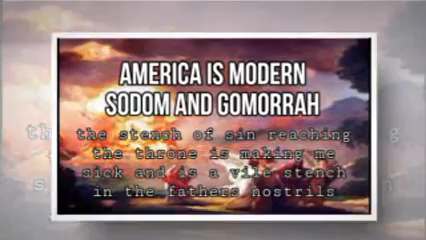 AMERICA IS MODERN
SODOM AND GOMORRAH
the stench of sin reaching
the throne is making me
sick and is a vile stench
in the fathers nostrils